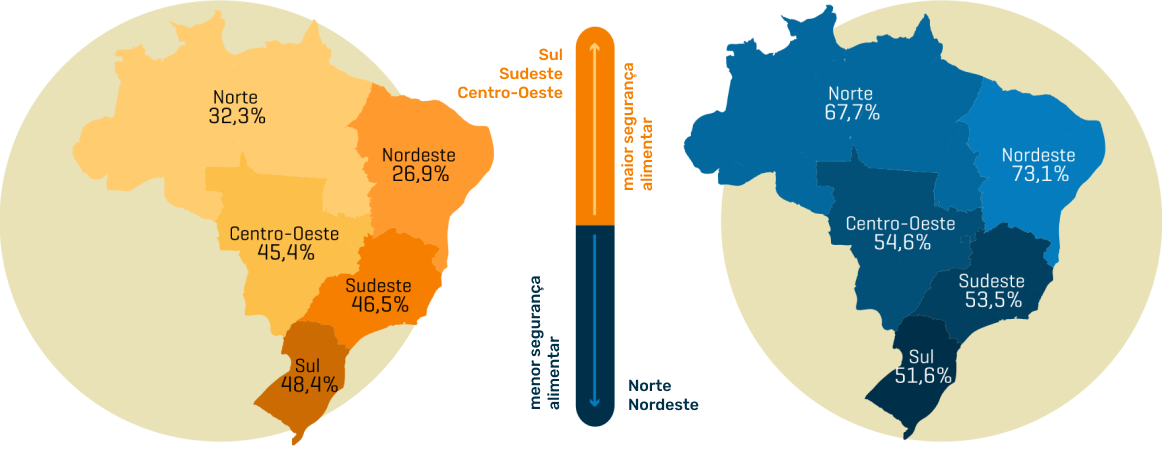 Norte
32,3%
Nordeste
26,9%
Centro-Oeste
45,4%
Sudeste
46,5%
Sul
48,4%
Sul
Sudeste
Centro-Oeste
maior segurança
alimentar
menor segurança
alimentar
Norte
Nordeste
Norte
67,7%
Nordeste
73,1%
Centro-Oeste
54,6%
Sudeste
53,5%
Sul
51,6%